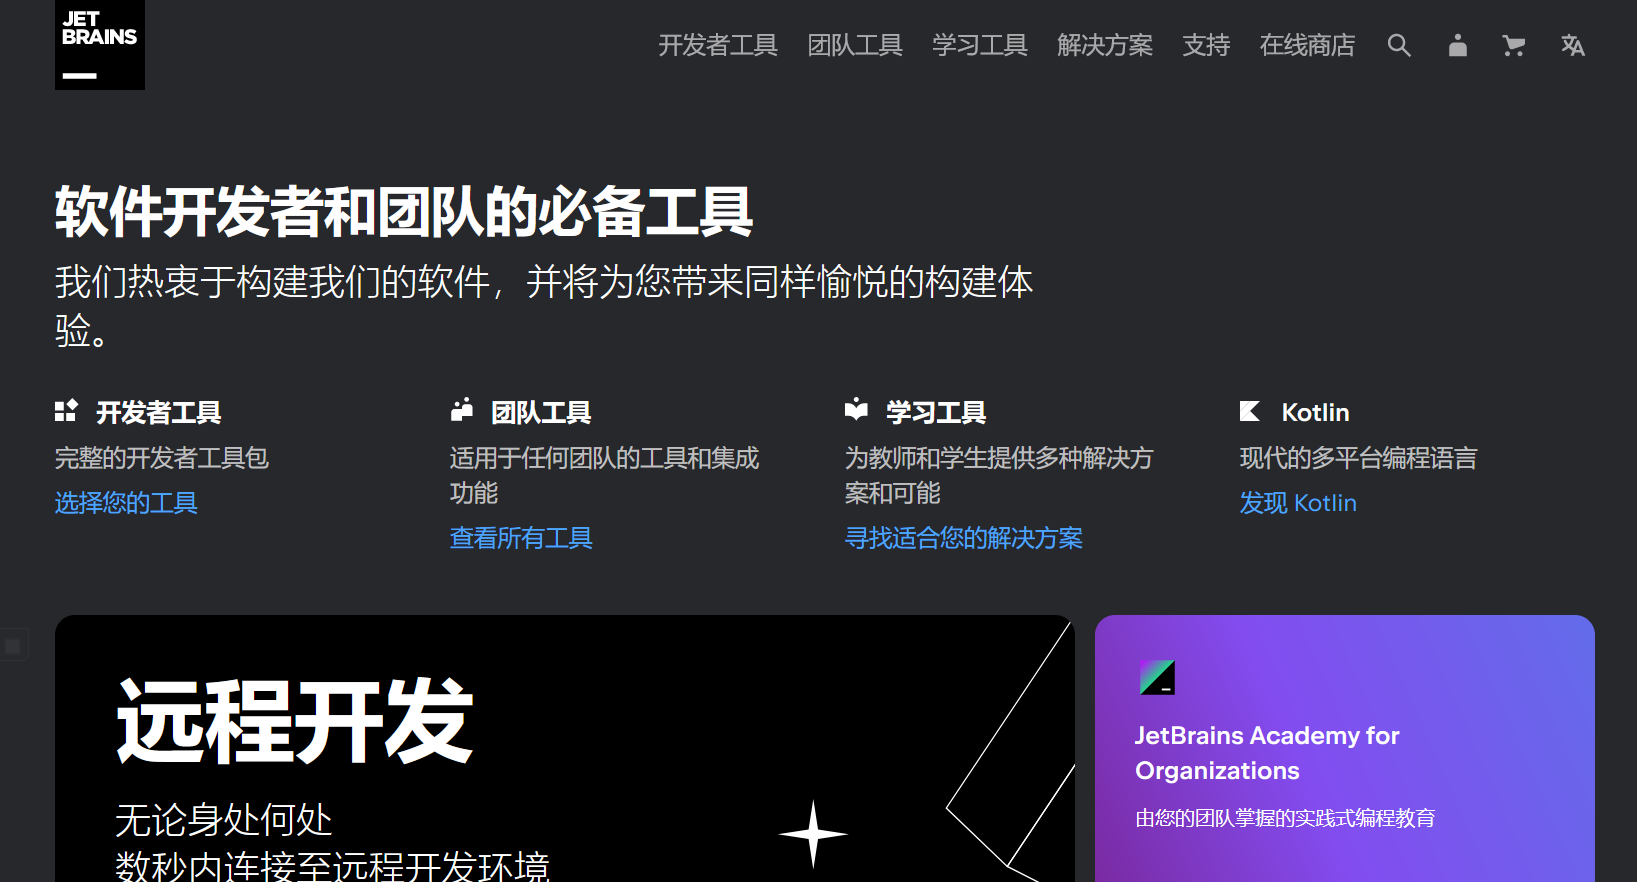 JET
BRAINS
开发者工具 团队工具 学习工具 解决方案 支持 在线商店
软件开发者和团队的必备工具
我们热衷于构建我们的软件，并将为您带来同样愉悦的构建体
验。
开发者工具
完整的开发者工具包
选择您的工具
团队工具
适用于任何团队的工具和集成
功能
查看所有工具
学习工具
为教师和学生提供多种解决方
案和可能
寻找适合您的解决方案
Kotlin
现代的多平台编程语言
发现 Kotlin
远程开发
无论身处何处
数秒内连接至远程开发环境
JetBrains Academy for
Organizations
由您的团队掌握的实践式编程教育